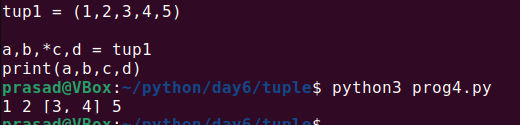 tup1 = (1,2,3,4,5)
a,b,*c,d = tup1
print(a,b,c,d)
prasad@VBox:~/python/day6/tuple$ python3 prog4.py
1 2 [3, 4] 5
prasad@VBox:~/python/day6/tuple$